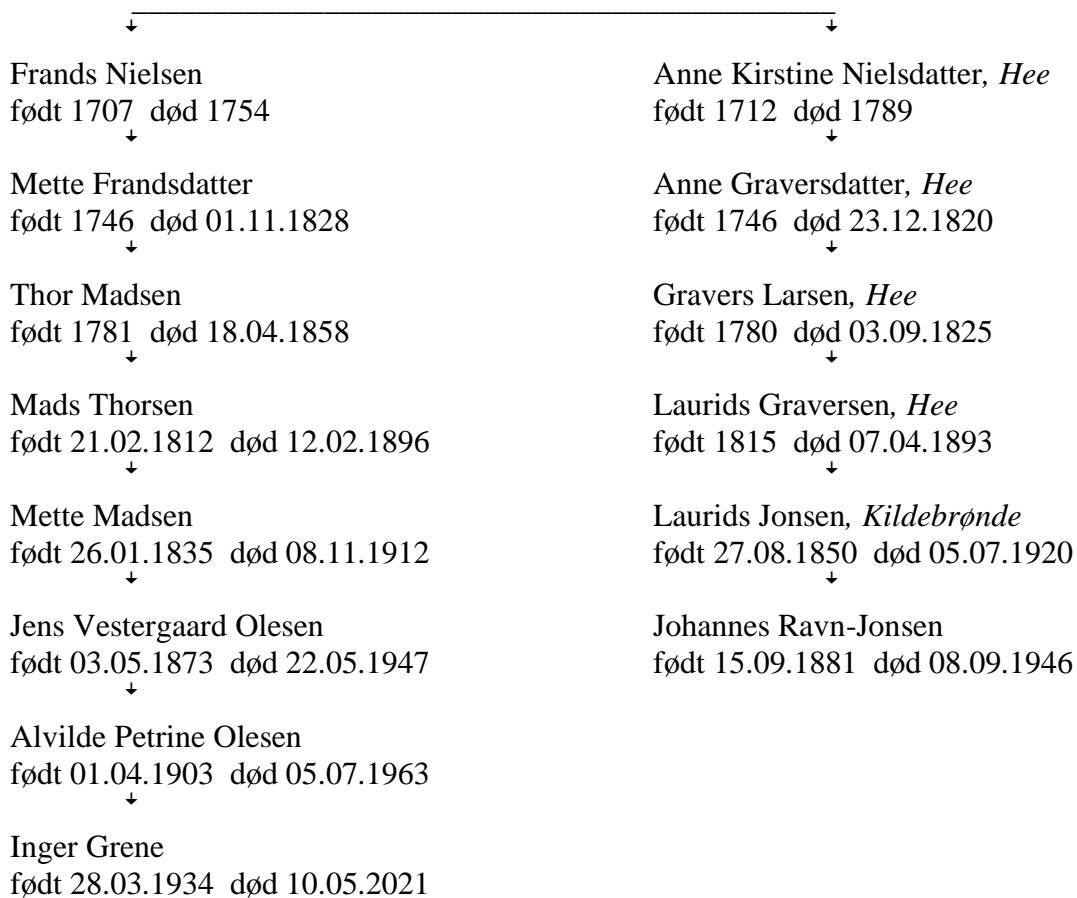 Frands Nielsen
født 1707 død 1754
Mette Frandsdatter
født 1746 død 01.11.1828
Thor Madsen
født 1781 død 18.04.1858
Mads Thorsen
født 21.02.1812 død 12.02.1896
Mette Madsen
født 26.01.1835 død 08.11.1912
Jens Vestergaard Olesen
født 03.05.1873 død 22.05.1947
Alvilde Petrine Olesen
født 01.04.1903 død 05.07.1963
Inger Grene
født 28.03.1934 død 10.05.2021
Anne Kirstine Nielsdatter, Hee
født 1712 død 1789
Anne Graversdatter, Hee
født 1746 død 23.12.1820
Gravers Larsen, Hee
født 1780 død 03.09.1825
Laurids Graversen, Hee
født 1815 død 07.04.1893
Laurids Jonsen, Kildebrønde
født 27.08.1850 død 05.07.1920
Johannes Ravn-Jonsen
født 15.09.1881 død 08.09.1946